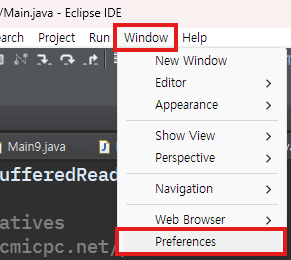 /Main.java - Eclipse IDE
earch Project Run Window Help
New Window
Editor
Appearance
Show View
Perspective
Navigation
Web Browser
Preferences
Main9.java
ufferedRead
atives
cmicpc.net/